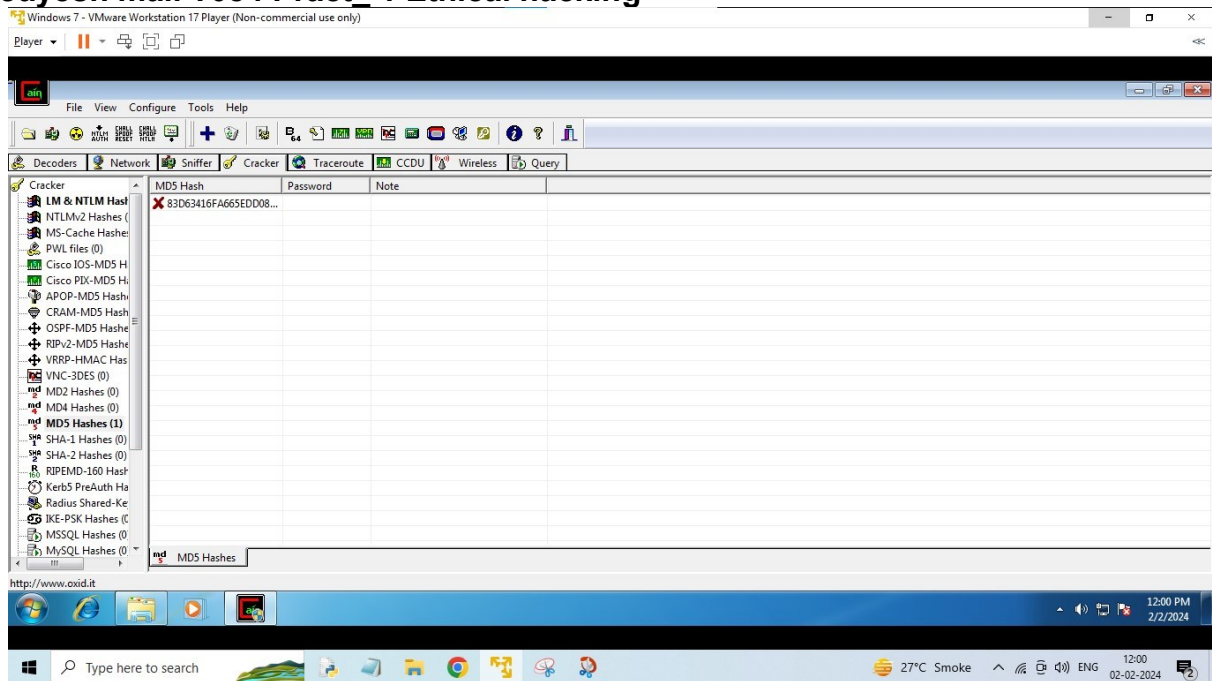 Windows 7 - VMware Workstation 17 Player (Non-commercial use only)
Player
File View Configure Tools Help
Decoders Network Sniffer Cracker Traceroute CCDU Wireless Query
Cracker
MD5 Hash Password Note
LM & NTLM Hash
83D63416FA665EDD08...
NTLMv2 Hashes (
MS-Cache Hashes
PWL files (0)
Cisco IOS-MD5 H
Cisco PIX-MD5 Ha
APOP-MD5 Hash
CRAM-MD5 Hash
OSPF-MD5 Hashe
RIPv2-MD5 Hashe
VRRP-HMAC Has
VNC-3DES (0)
MD2 Hashes (0)
MD4 Hashes (0)
MD5 Hashes (1)
SHA-1 Hashes (0)
SHA-2 Hashes (0)
RIPEMD-160 Hash
Kerb5 PreAuth Ha
Radius Shared-Ke
IKE-PSK Hashes (0
MSSQL Hashes (0
MySQL Hashes (0
MD5 Hashes
http://www.oxid.it
12:00 PM
2/2/2024
Type here to search
27°C Smoke
ENG
12:00
02-02-2024
2